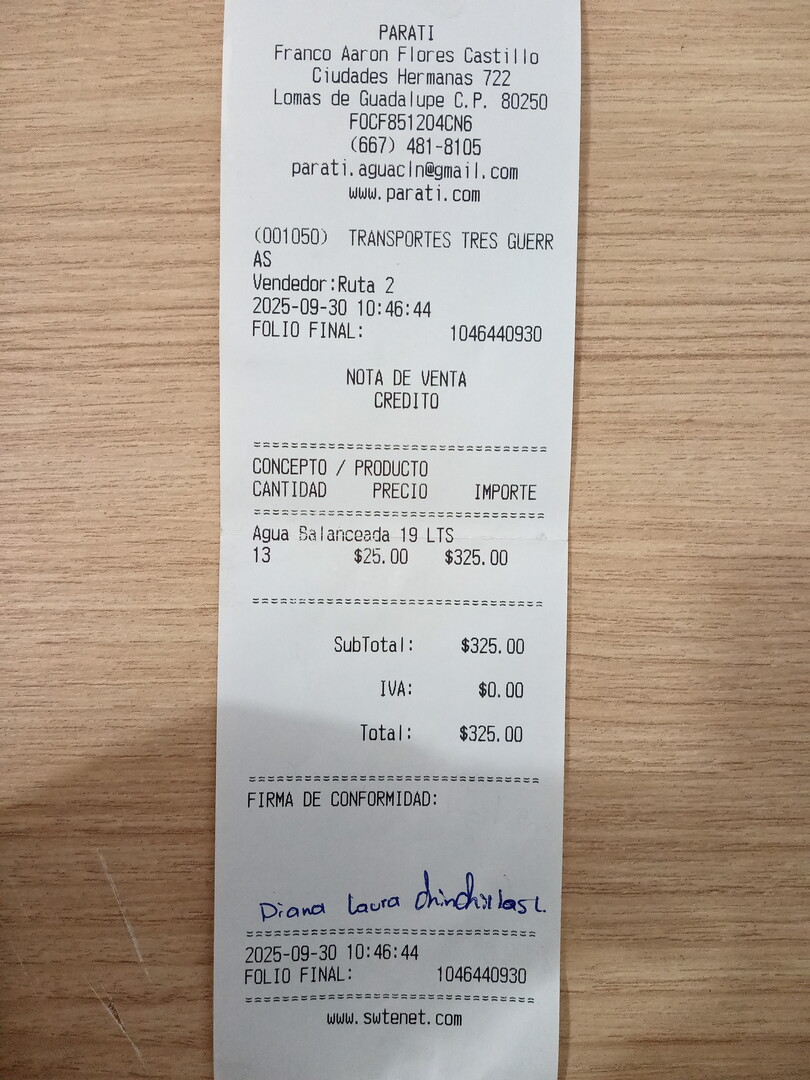 PARATI
Franco Aaron Flores Castillo
Ciudades Hermanas 722
Lomas de Guadalupe C.P. 80250
FOCF851204CN6
(667) 481-8105
parati.aguacln@gmail.com
www.parati.com
(001050) TRANSPORTES TRES GUERR
AS
Vendedor:Ruta 2
2025-09-30 10:46:44
FOLIO FINAL: 1046440930
NOTA DE VENTA
CREDITO
===============================
CONCEPTO / PRODUCTO
CANTIDAD PRECIO IMPORTE
===============================
Agua Balanceada 19 LTS
13 $25.00 $325.00
===============================
SubTotal: $325.00
IVA: $0.00
Total: $325.00
===============================
FIRMA DE CONFORMIDAD:
Diana Laura Chinchillas L.
===============================
2025-09-30 10:46:44
FOLIO FINAL: 1046440930
===============================
www.swtenet.com